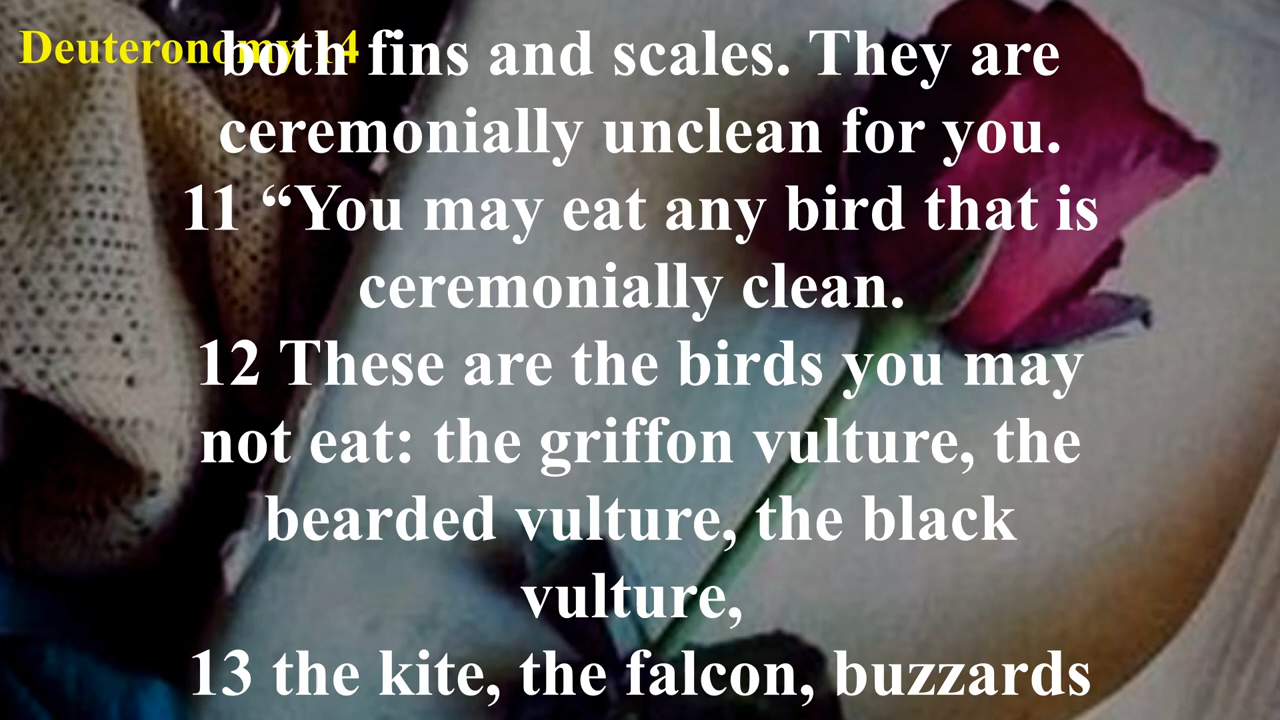 Deuteronomy 14
both fins and scales. They are
ceremonially unclean for you.
11 “You may eat any bird that is
ceremonially clean.
12 These are the birds you may
not eat: the griffon vulture, the
bearded vulture, the black
vulture,
13 the kite, the falcon, buzzards